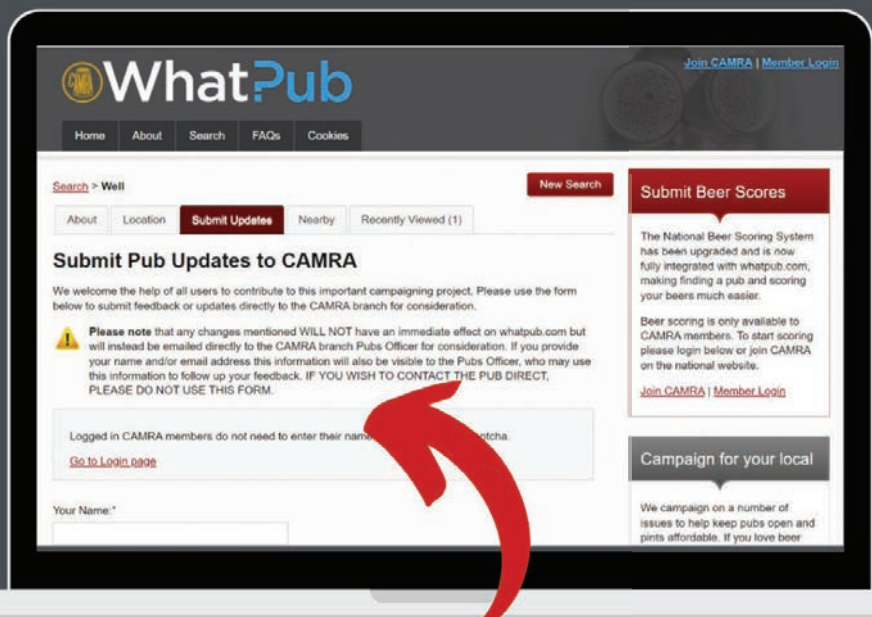 CAMRA
WhatPub
Join CAMRA | Member Login
Home About Search FAQs Cookies
Search > Well
New Search
About Location Submit Updates Nearby Recently Viewed (1)
Submit Pub Updates to CAMRA
We welcome the help of all users to contribute to this important campaigning project. Please use the form
below to submit feedback or updates directly to the CAMRA branch for consideration.
Please note that any changes mentioned WILL NOT have an immediate effect on whatpub.com but
will instead be emailed directly to the CAMRA branch Pubs Officer for consideration. If you provide
your name and/or email address this information will also be visible to the Pubs Officer, who may use
this information to follow up your feedback. IF YOU WISH TO CONTACT THE PUB DIRECT,
PLEASE DO NOT USE THIS FORM.
Logged in CAMRA members do not need to enter their
Go to Login page
Your Name:*
Submit Beer Scores
The National Beer Scoring System
has been upgraded and is now
fully integrated with whatpub.com,
making finding a pub and scoring
your beers much easier.
Beer scoring is only available to
CAMRA members. To start scoring
please login below or join CAMRA
on the national website.
Join CAMRA | Member Login
Campaign for your local
We campaign on a number of
issues to help keep pubs open and
pints affordable. If you love beer